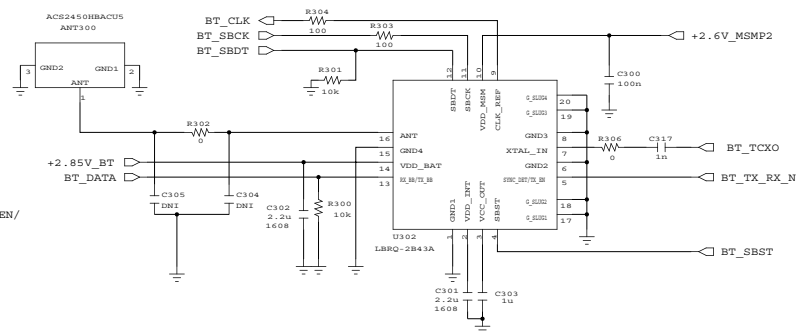 ACS2450HBACU5
ANT300
3 GND2 GND1 2
ANT
1
BT_CLK
R304
100
BT_SBCK
R303
100
BT_SBDT
R301
10k
+2.6V_MSMP2
C300
100n
12 11 10 9
SBDT SBCK VDD_MSM CLK_REF
R302
0
16 ANT
15 GND4
14 VDD_BAT
13 RX_BB/TX_BB
G_SLUG4 20
G_SLUG3 19
GND3 8
XTAL_IN 7
GND2 6
SYNC_DET/TX_EN 5
G_SLUG2 18
G_SLUG1 17
GND1 VDD_INT VCC_OUT SBST
1 2 3 4
U302
LBRQ-2B43A
R306
0
C317
1n
BT_TCXO
BT_TX_RX_N
BT_SBST
+2.85V_BT
BT_DATA
C305
DNI
C304
DNI
C302
2.2u
1608
R300
10k
C301
2.2u
1608
C303
1u
EN/